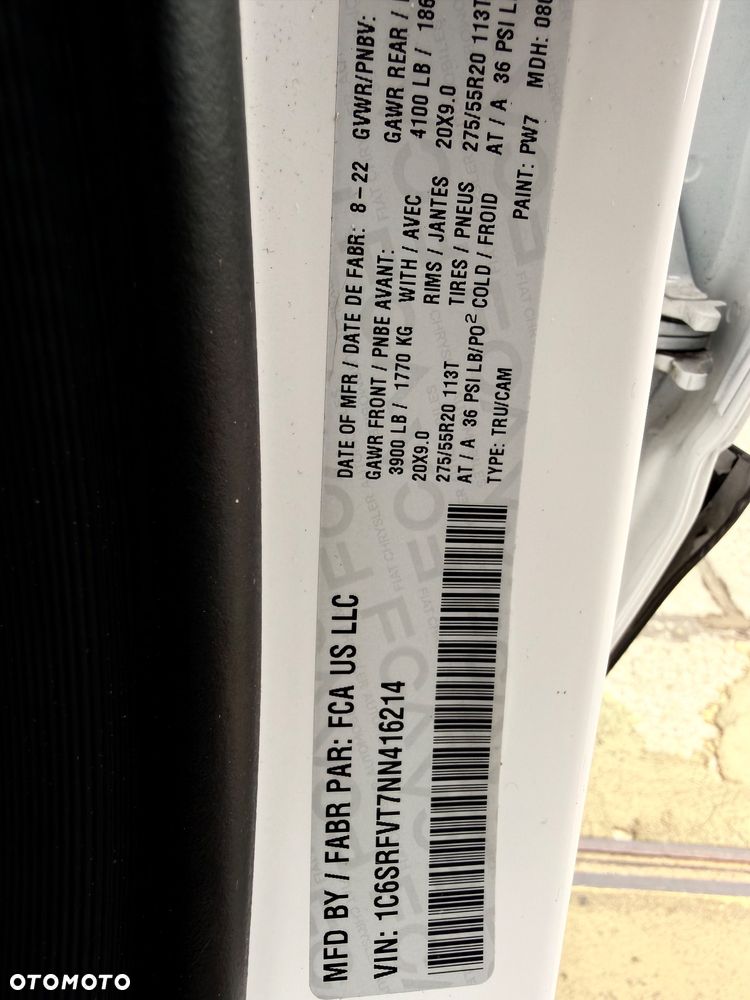 MFD BY / FABR PAR: FCA US LLC
VIN: 1C6SRFVT7NN416214
DATE OF MFR / DATE DE FABR: 8-22 GVWR/PNBV:
GAWR FRONT / PNBE AVANT: GAWR REAR /
3900 LB / 1770 KG WITH / AVEC 4100 LB / 186
20X9.0 RIMS / JANTES 20X9.0
275/55R20 113T TIRES / PNEUS 275/55R20 113T
AT / A 36 PSI LB/PO² COLD / FROID AT / A 36 PSI L
TYPE: TRU/CAM PAINT: PW7 MDH: 080
OTOMOTO